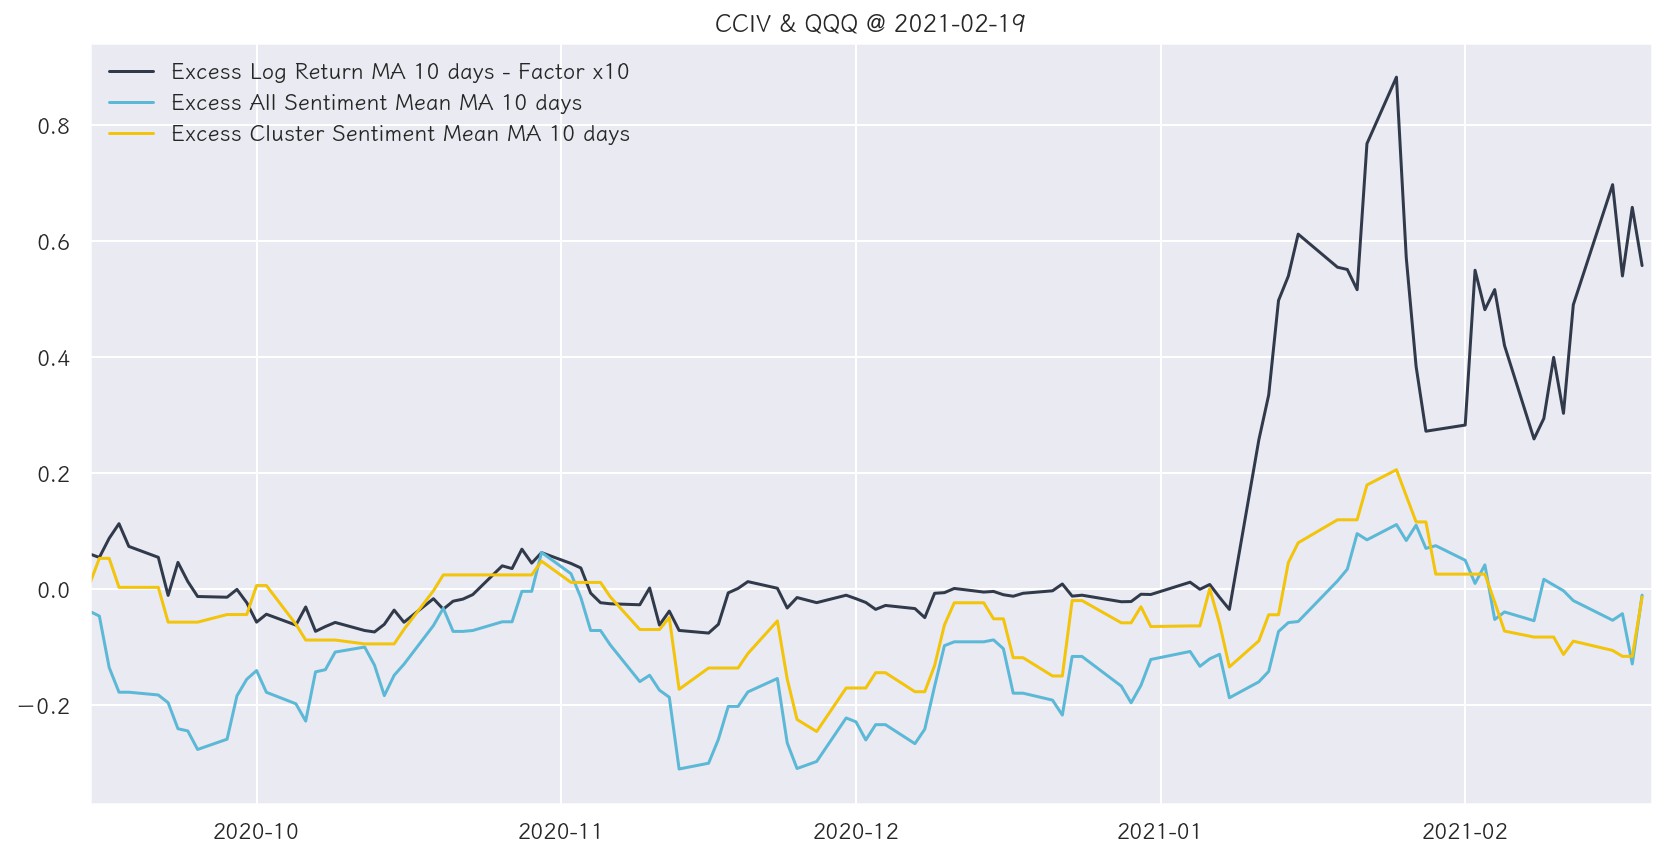 CCIV & QQQ @ 2021-02-19
Excess Log Return MA 10 days - Factor x10
Excess All Sentiment Mean MA 10 days
Excess Cluster Sentiment Mean MA 10 days
0.8
0.6
0.4
0.2
0.0
−0.2
2020-10
2020-11
2020-12
2021-01
2021-02